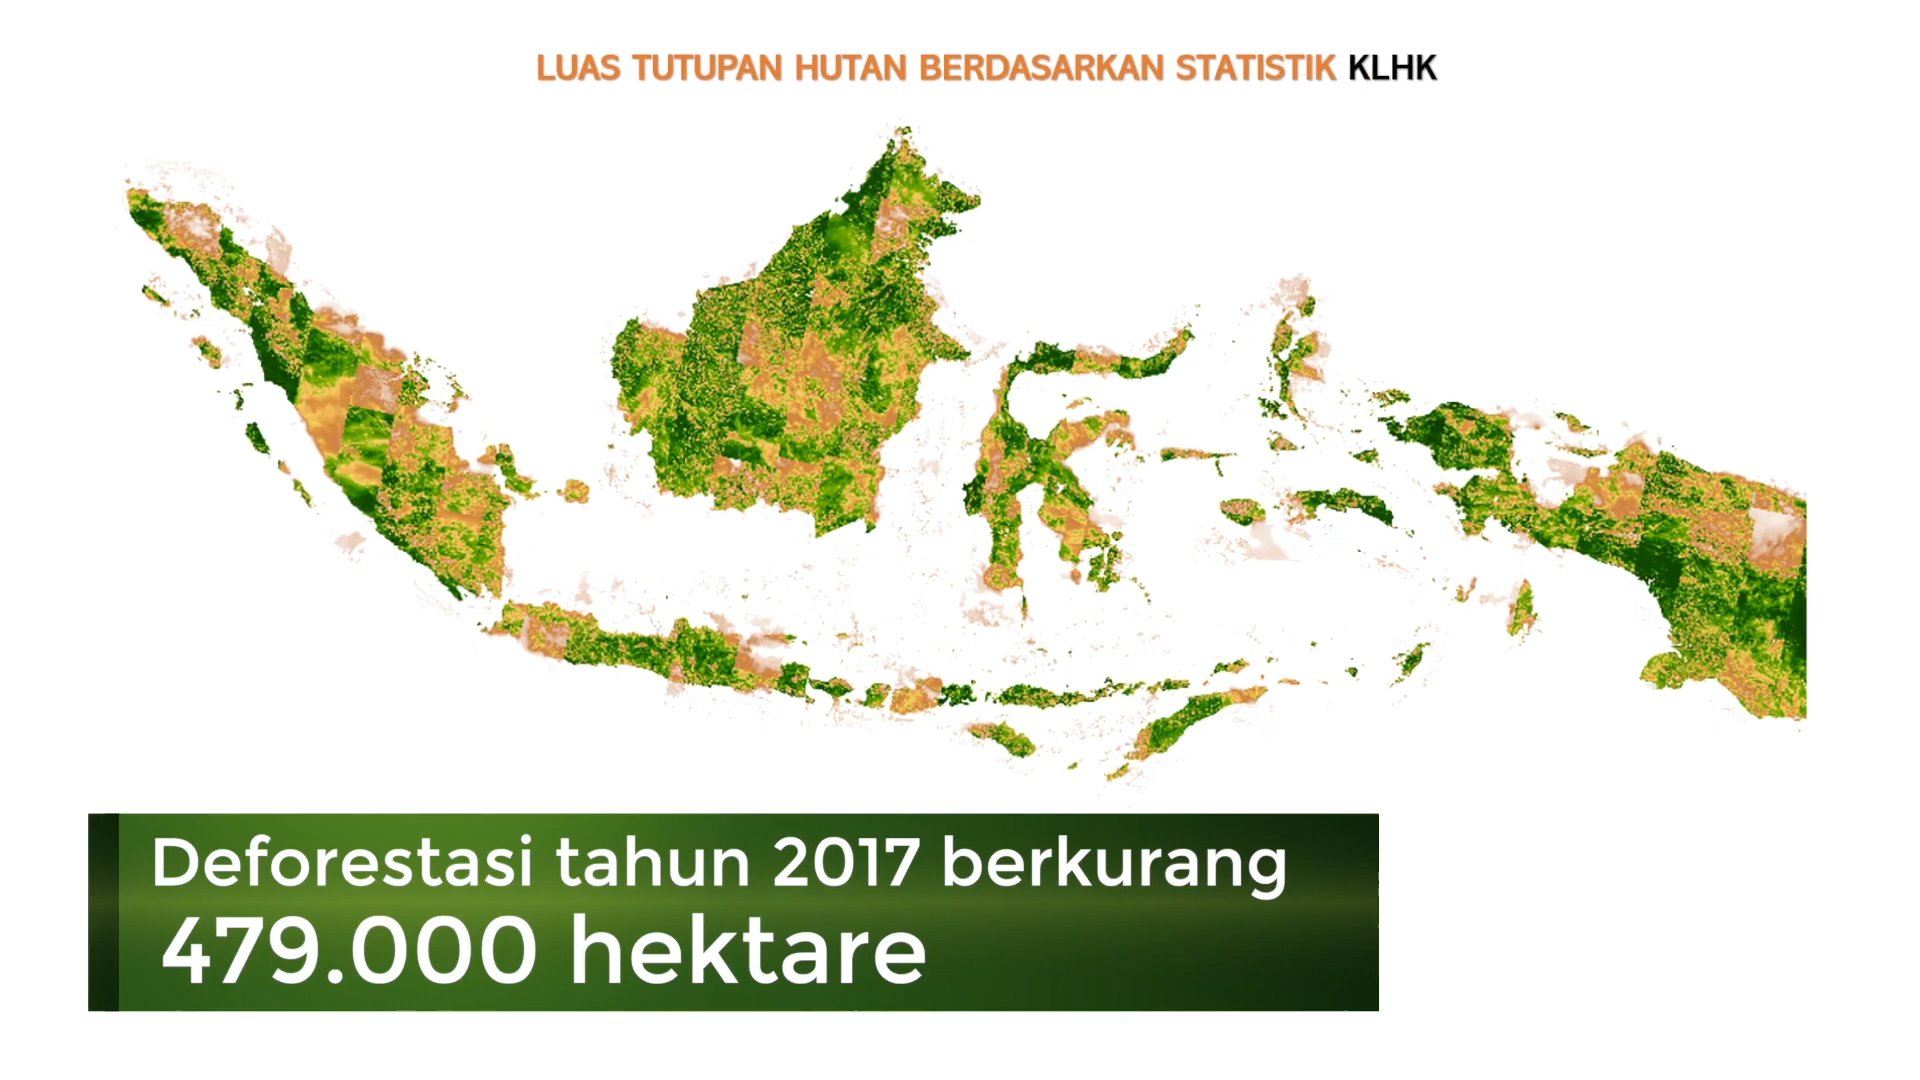 LUAS TUTUPAN HUTAN BERDASARKAN STATISTIK KLHK
Deforestasi tahun 2017 berkurang
479.000 hektare